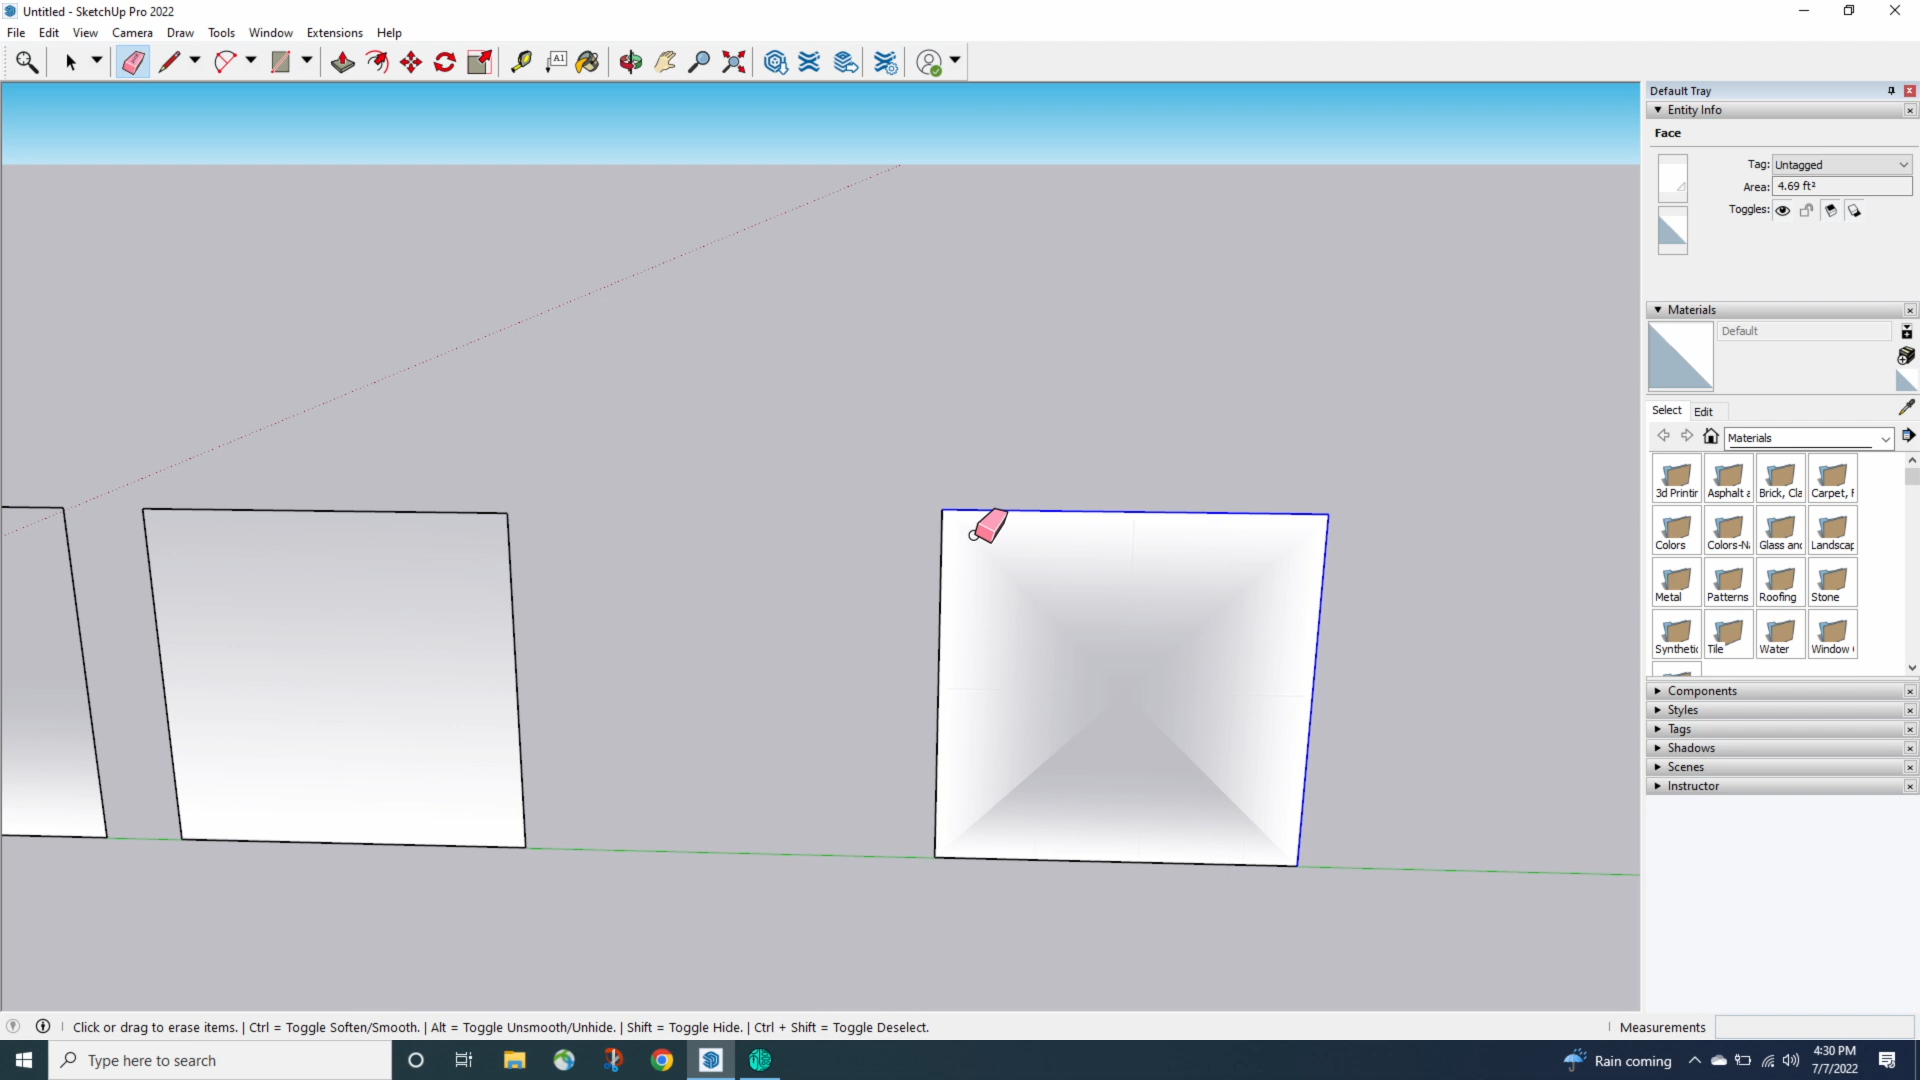 Untitled - SketchUp Pro 2022
File Edit View Camera Draw Tools Window Extensions Help
A1
Default Tray
Entity Info
Face
Tag: Untagged
Area: 4.69 ft²
Toggles:
Materials
Default
Select Edit
Materials
3d Printir Asphalt a Brick, Cla Carpet, F
Colors Colors-Na Glass and Landscap
Metal Patterns Roofing Stone
Synthetic Tile Water Window
Components
Styles
Tags
Shadows
Scenes
Instructor
Click or drag to erase items. | Ctrl = Toggle Soften/Smooth. | Alt = Toggle Unsmooth/Unhide. | Shift = Toggle Hide. | Ctrl + Shift = Toggle Deselect.
Measurements
Type here to search
Rain coming
4:30 PM
7/7/2022